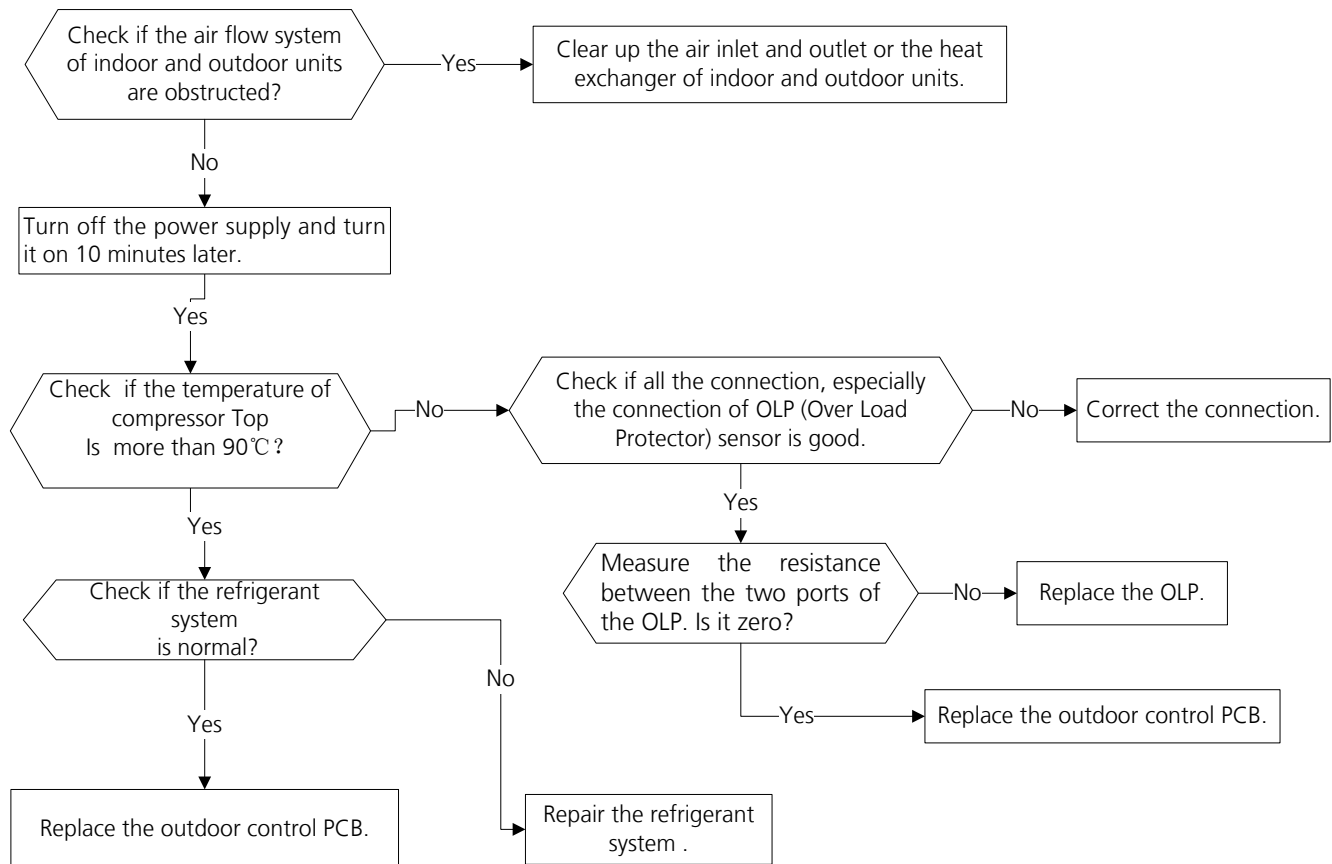 Check if the air flow system
of indoor and outdoor units
are obstructed?
Yes
Clear up the air inlet and outlet or the heat
exchanger of indoor and outdoor units.
No
Turn off the power supply and turn
it on 10 minutes later.
Yes
Check if the temperature of
compressor Top
Is more than 90℃?
No
Check if all the connection, especially
the connection of OLP (Over Load
Protector) sensor is good.
No
Correct the connection.
Yes
Yes
Measure the resistance
between the two ports of
the OLP. Is it zero?
No
Replace the OLP.
Check if the refrigerant
system
is normal?
No
Yes
Yes
Replace the outdoor control PCB.
Replace the outdoor control PCB.
Repair the refrigerant
system .